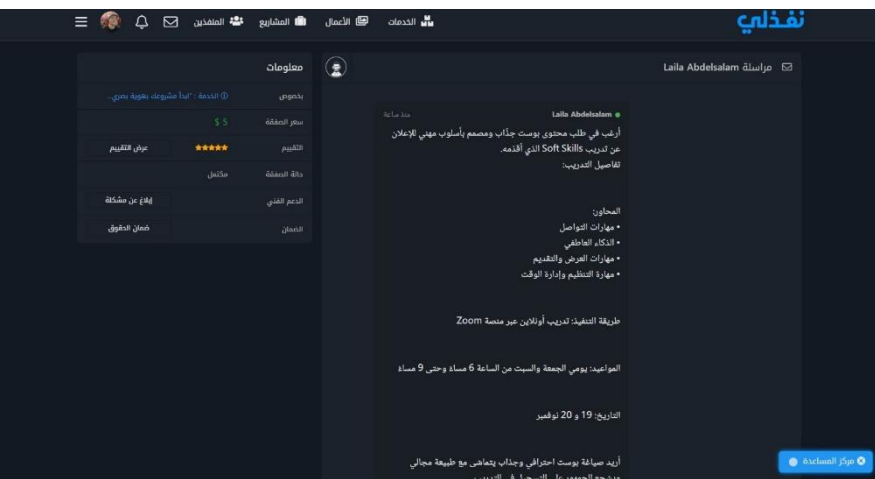 نفذلي
الخدمات
الأعمال
المشاريع
المنفذين
مراسلة Laila Abdelsalam
Laila Abdelsalam
منذ ساعة
أرغب في طلب محتوى بوست جذّاب ومصمم بأسلوب مهني للإعلان
عن تدريب Soft Skills الذي أقدّمه.
تفاصيل التدريب:
المحاور:
• مهارات التواصل
• الذكاء العاطفي
• مهارات العرض والتقديم
• مهارة التنظيم وإدارة الوقت
طريقة التنفيذ: تدريب أونلاين عبر منصة Zoom
المواعيد: يومي الجمعة والسبت من الساعة 6 مساءً وحتى 9 مساءً
التاريخ: 19 و 20 نوفمبر
أريد صياغة بوست احترافي وجذاب يتماشى مع طبيعة مجالي
معلومات
بخصوص
الخدمة : "ابدأ مشروعك بهوية بصري...
سعر الصفقة
5 $
التقييم
عرض التقييم
حالة الصفقة
مكتمل
الدعم الفني
إبلاغ عن مشكلة
الضمان
ضمان الحقوق
مركز المساعدة